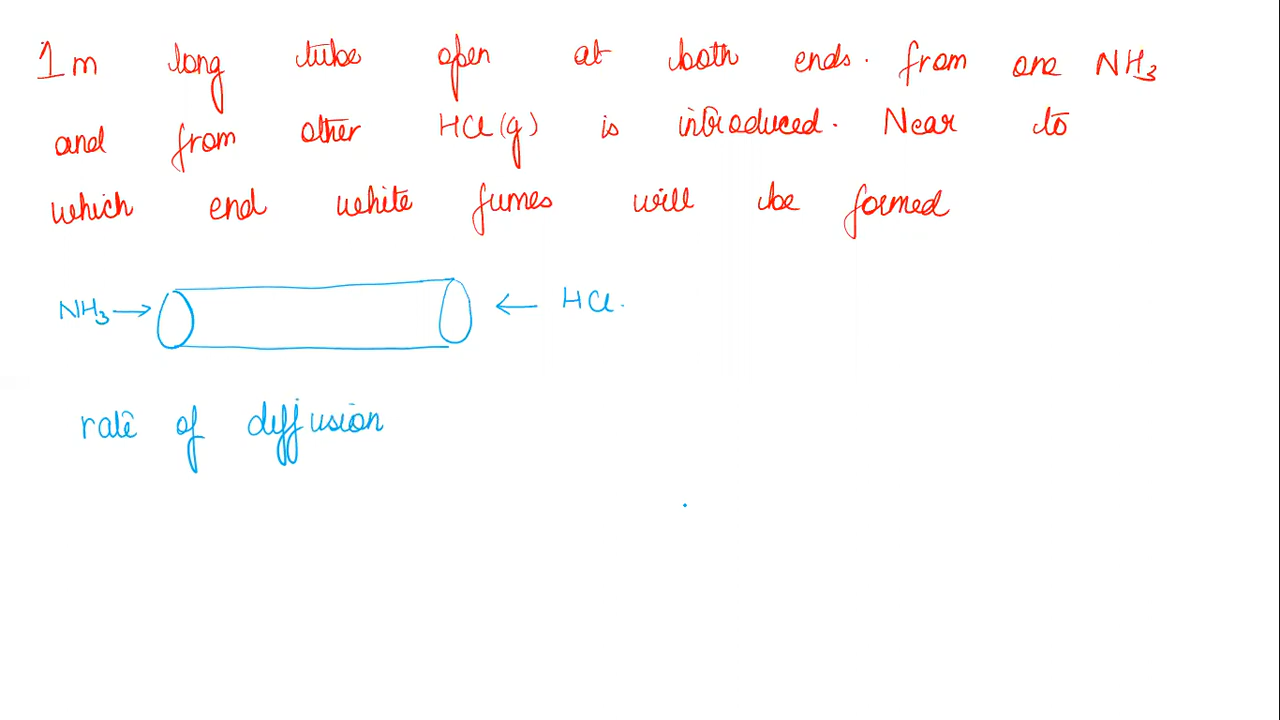 1m long tube open at both ends. from one NH3
and from other HCl(g) is introduced. Near to
which end white fumes will be formed
NH3→ ← HCl.
rate of diffusion